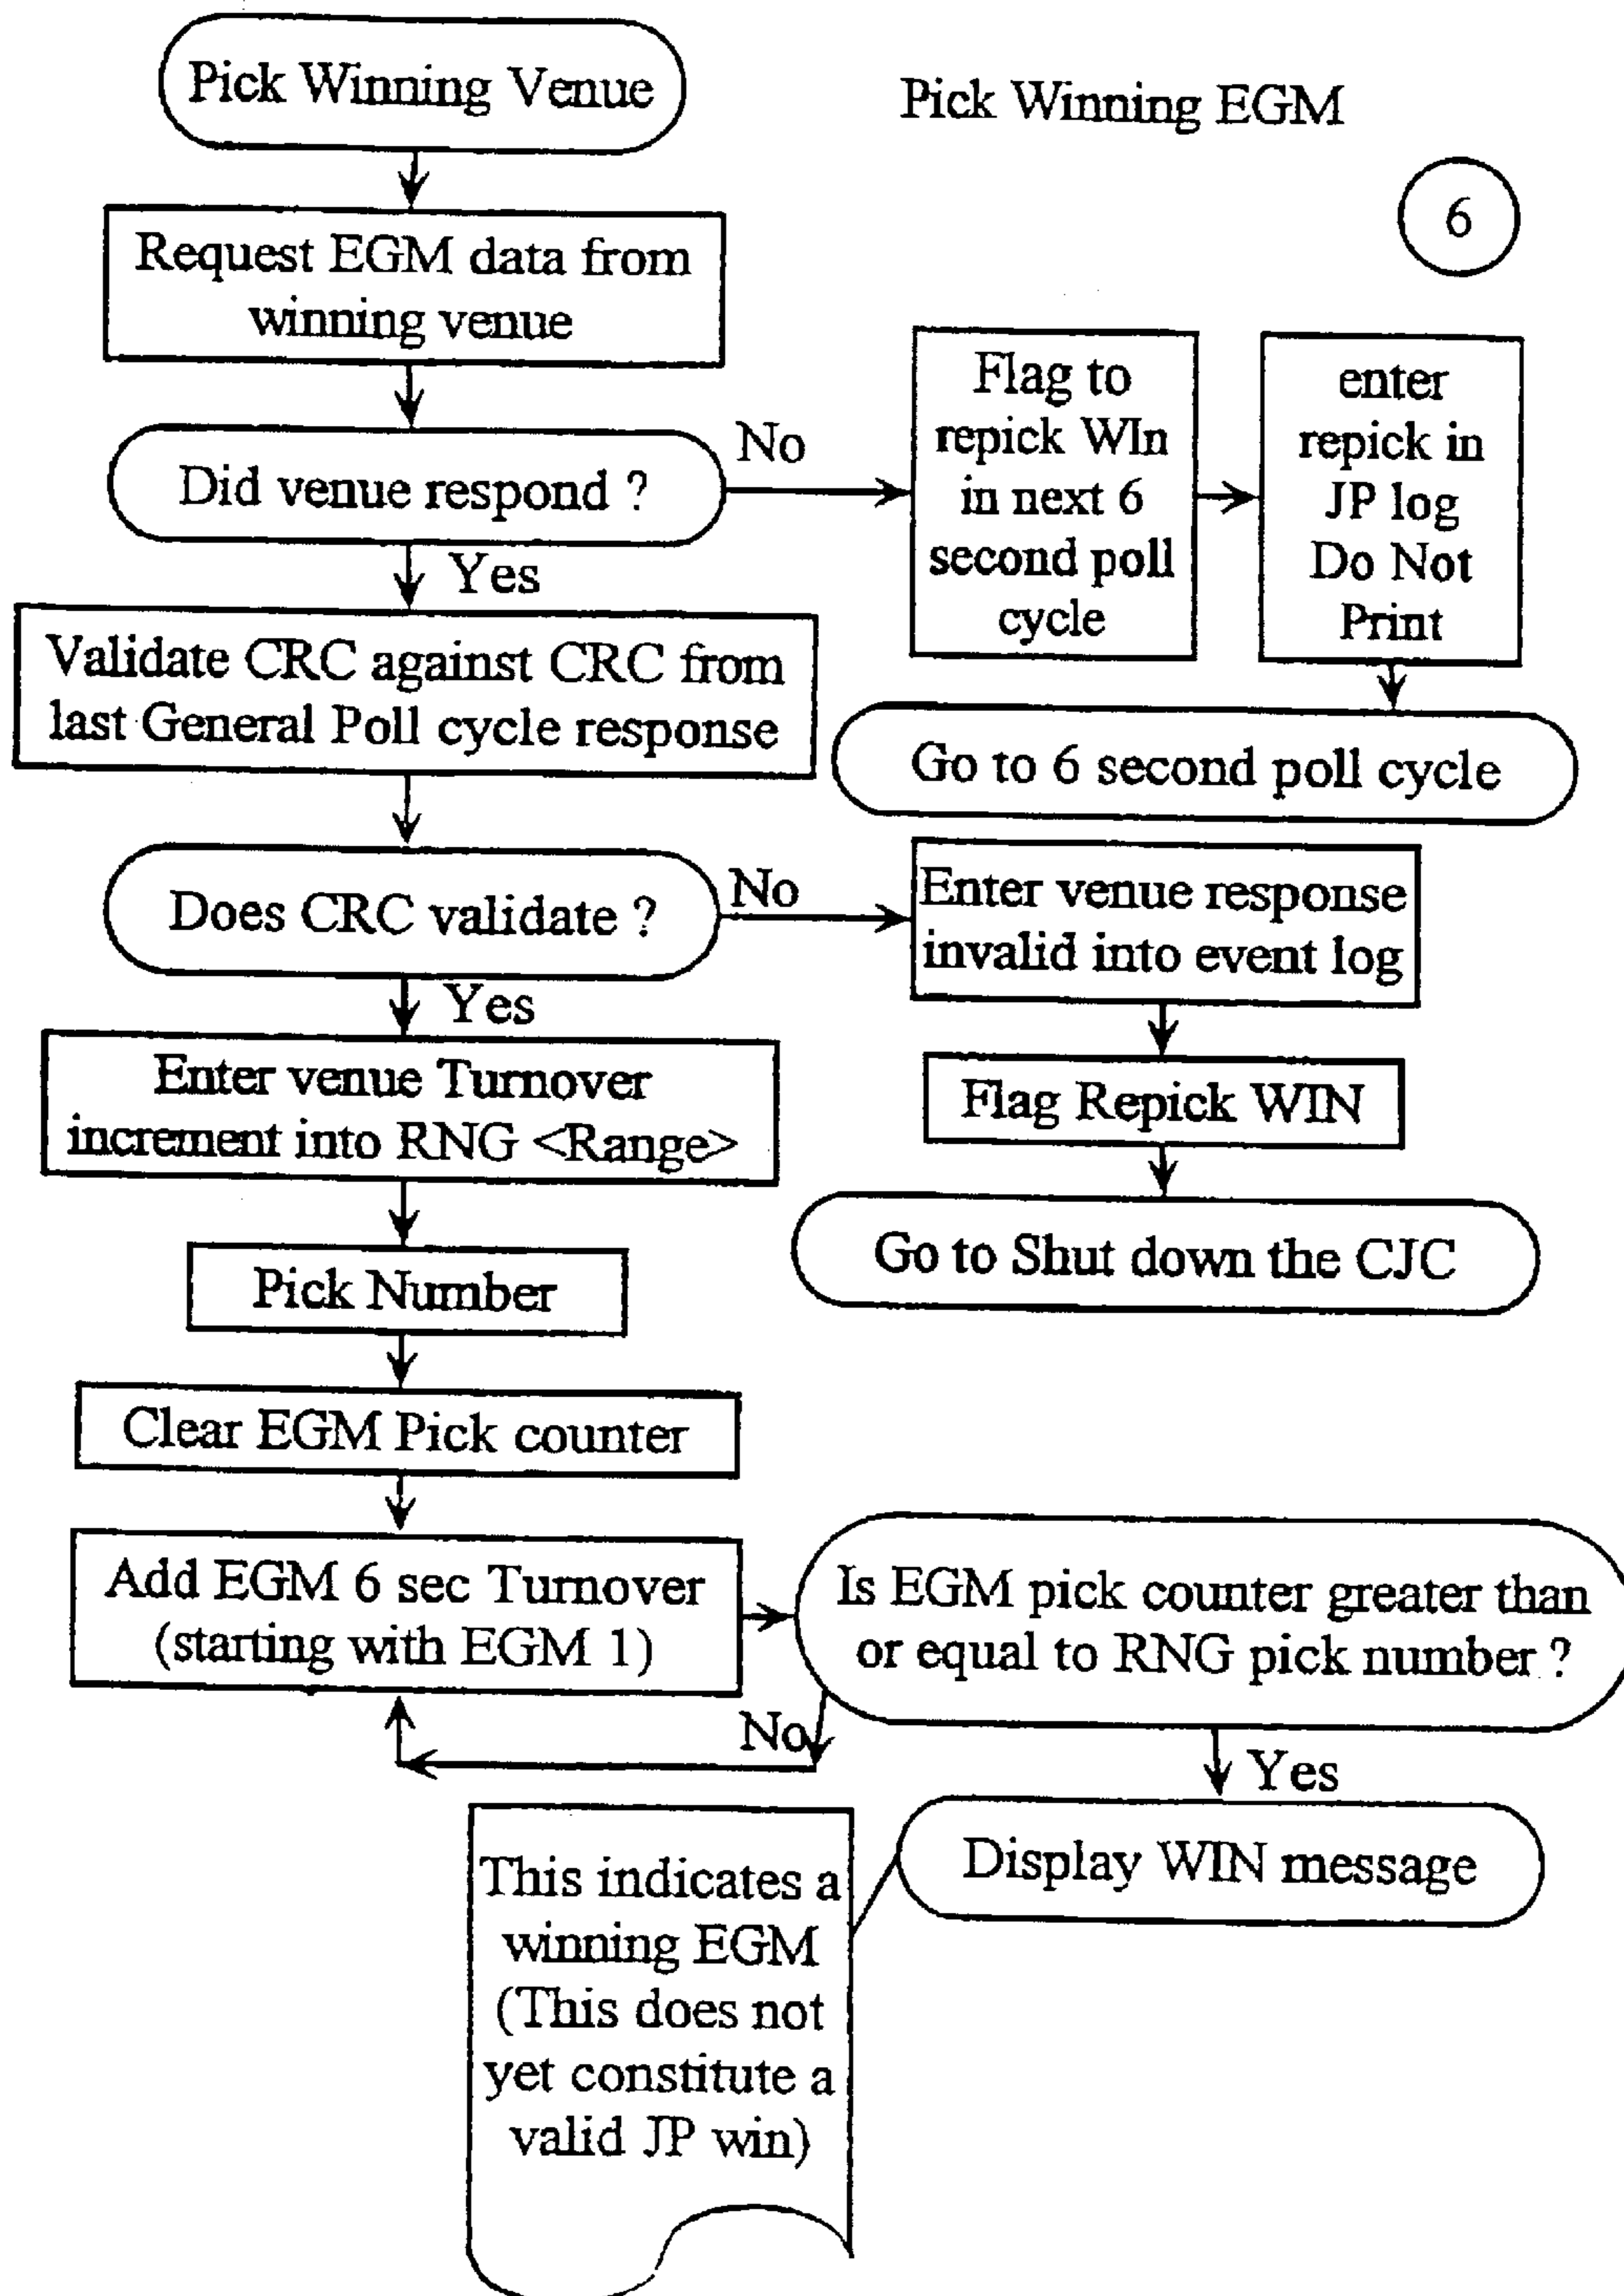 Pick Winning Venue
Pick Winning EGM
6
Request EGM data from
winning venue
Did venue respond ?
No
Flag to
repick WIn
in next 6
second poll
cycle
enter
repick in
JP log
Do Not
Print
Go to 6 second poll cycle
Yes
Validate CRC against CRC from
last General Poll cycle response
Does CRC validate ?
No
Enter venue response
invalid into event log
Flag Repick WIN
Go to Shut down the CJC
Yes
Enter venue Turnover
increment into RNG <Range>
Pick Number
Clear EGM Pick counter
Add EGM 6 sec Turnover
(starting with EGM 1)
Is EGM pick counter greater than
or equal to RNG pick number ?
No
Yes
Display WIN message
This indicates a
winning EGM
(This does not
yet constitute a
valid JP win)